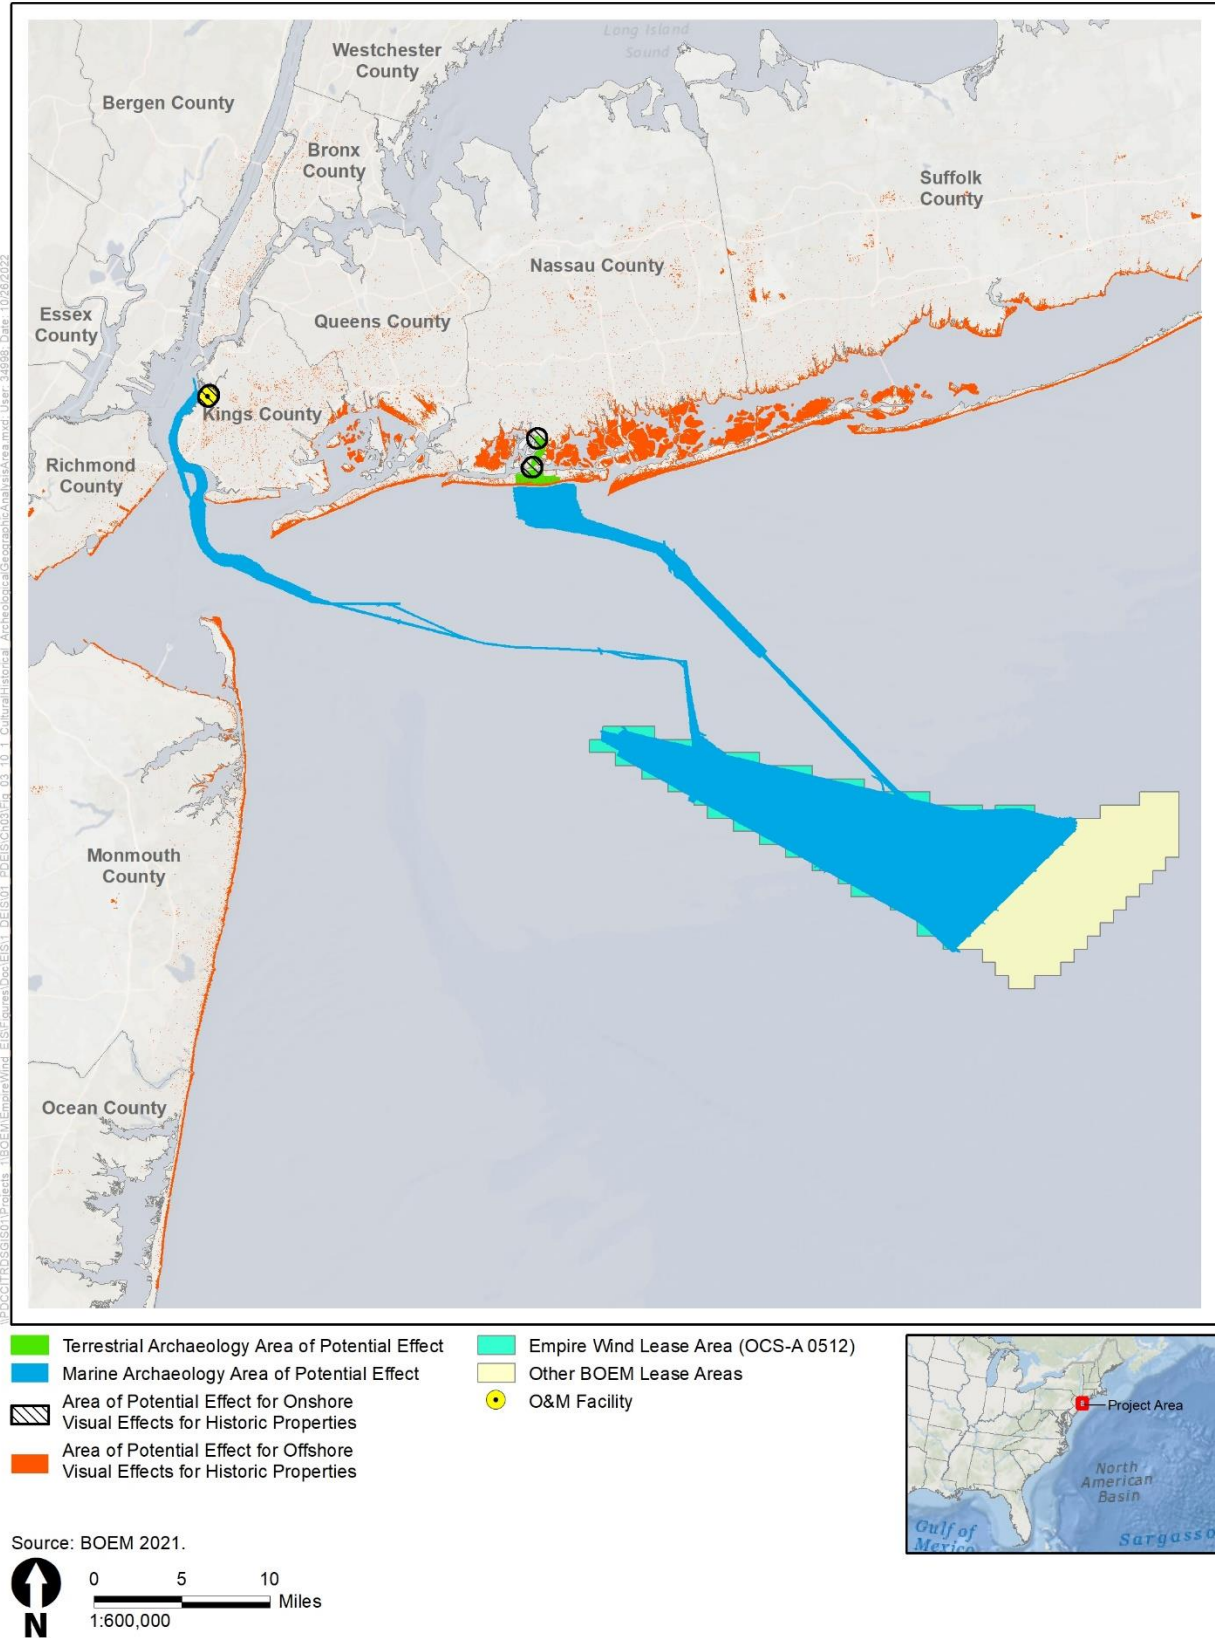 Long Island
Sound
Westchester
County
Bergen County
Bronx
County
Suffolk
County
Nassau County
Essex
County
Queens County
Kings County
Richmond
County
Monmouth
County
Ocean County
Terrestrial Archaeology Area of Potential Effect
Marine Archaeology Area of Potential Effect
Area of Potential Effect for Onshore
Visual Effects for Historic Properties
Area of Potential Effect for Offshore
Visual Effects for Historic Properties
Empire Wind Lease Area (OCS-A 0512)
Other BOEM Lease Areas
O&M Facility
Project Area
North
American
Basin
Gulf of
Mexico
Sargasso
Source: BOEM 2021.
N
0 5 10
Miles
1:600,000